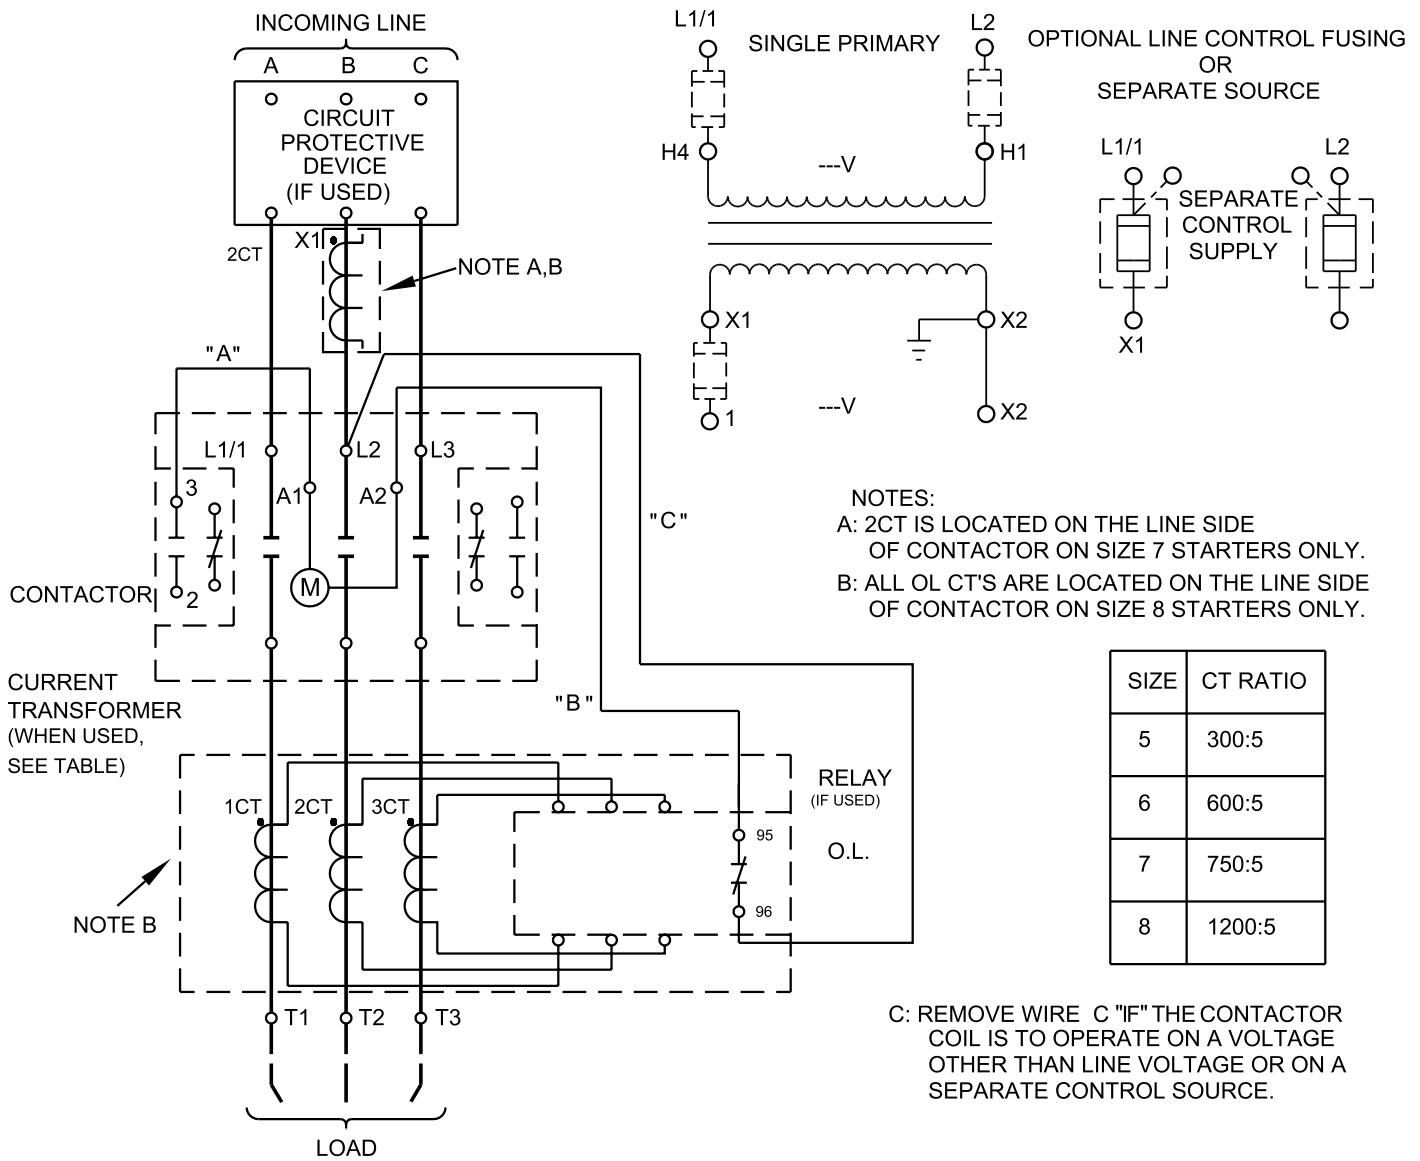 INCOMING LINE
A B C
CIRCUIT
PROTECTIVE
DEVICE
(IF USED)
2CT
X1
NOTE A,B
"A"
L1/1
L2
L3
3
A1
A2
"C"
M
CONTACTOR
2
CURRENT
TRANSFORMER
(WHEN USED,
SEE TABLE)
"B"
RELAY
(IF USED)
1CT
2CT
3CT
95
O.L.
96
NOTE B
T1
T2
T3
LOAD
L1/1
SINGLE PRIMARY
L2
H4
---V
H1
X1
X2
---V
1
X2
OPTIONAL LINE CONTROL FUSING
OR
SEPARATE SOURCE
L1/1
L2
SEPARATE
CONTROL
SUPPLY
X1
NOTES:
A: 2CT IS LOCATED ON THE LINE SIDE
OF CONTACTOR ON SIZE 7 STARTERS ONLY.
B: ALL OL CT'S ARE LOCATED ON THE LINE SIDE
OF CONTACTOR ON SIZE 8 STARTERS ONLY.
SIZE CT RATIO
5 300:5
6 600:5
7 750:5
8 1200:5
C: REMOVE WIRE C "IF" THE CONTACTOR
COIL IS TO OPERATE ON A VOLTAGE
OTHER THAN LINE VOLTAGE OR ON A
SEPARATE CONTROL SOURCE.